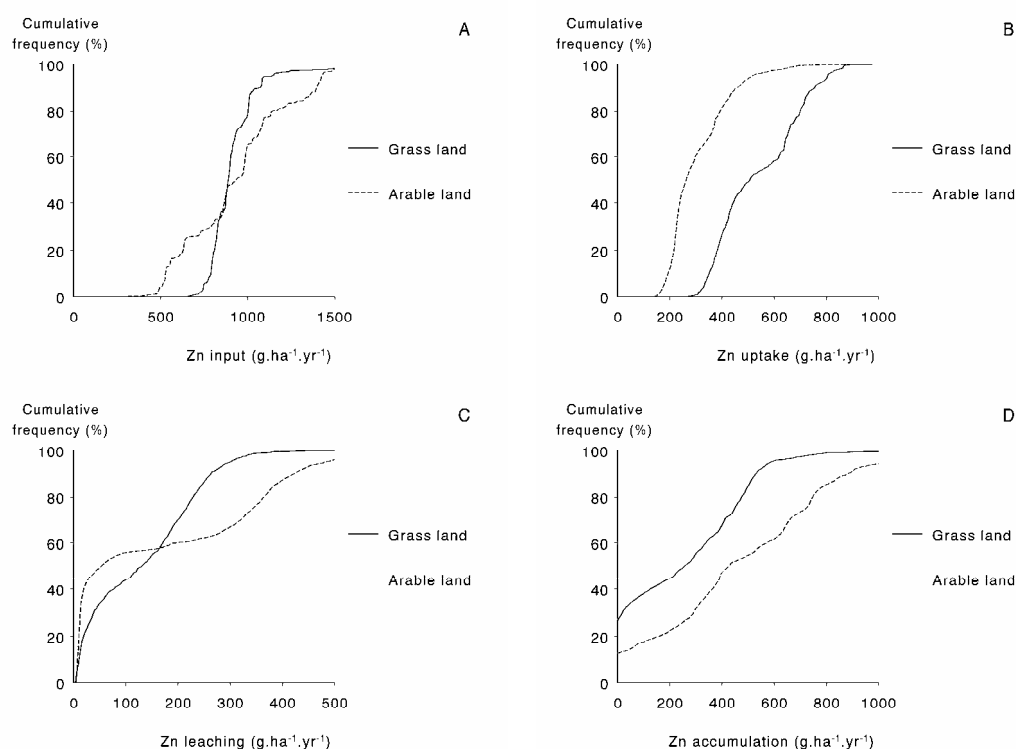 Cumulative
frequency (%)
A
100
80
60
40
20
0
0 500 1000 1500
Zn input (g.ha⁻¹.yr⁻¹)
Grass land
Arable land
Cumulative
frequency (%)
B
100
80
60
40
20
0
0 200 400 600 800 1000
Zn uptake (g.ha⁻¹.yr⁻¹)
Grass land
Arable land
Cumulative
frequency (%)
C
100
80
60
40
20
0
0 100 200 300 400 500
Zn leaching (g.ha⁻¹.yr⁻¹)
Grass land
Arable land
Cumulative
frequency (%)
D
100
80
60
40
20
0
0 200 400 600 800 1000
Zn accumulation (g.ha⁻¹.yr⁻¹)
Grass land
Arable land